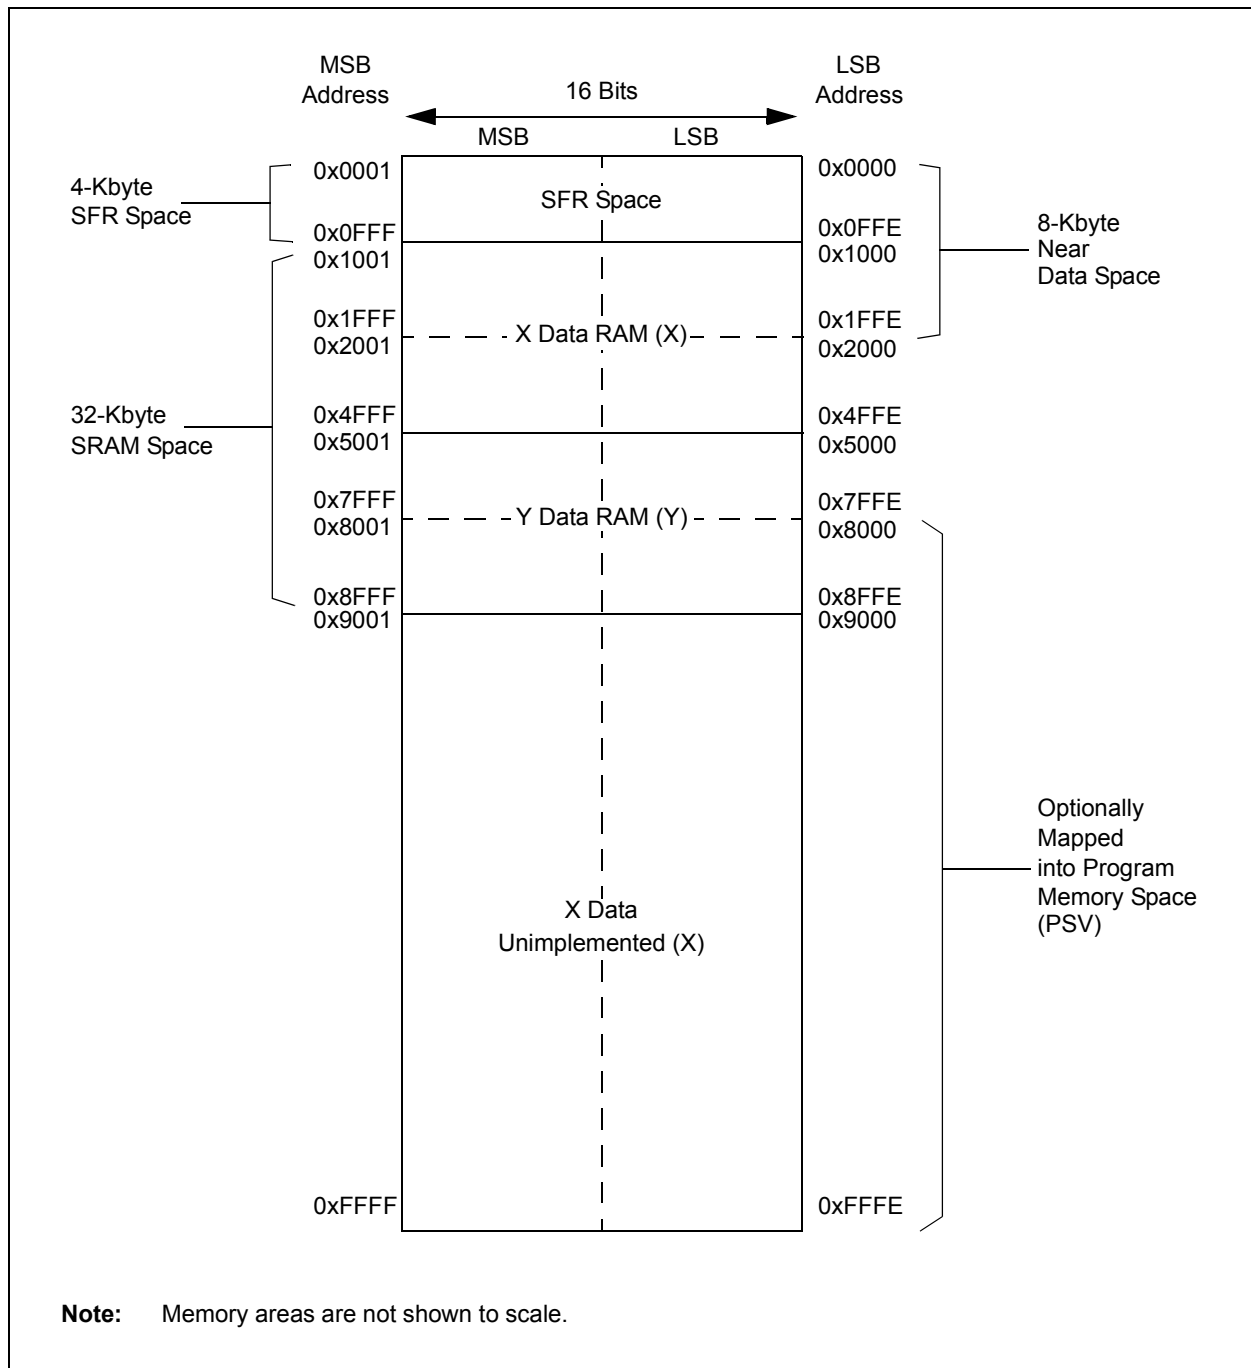 MSB
Address
16 Bits
LSB
Address
MSB
LSB
4-Kbyte
SFR Space
0x0001
0x0FFF
0x1001
SFR Space
0x0000
0x0FFE
0x1000
8-Kbyte
Near
Data Space
0x1FFF
0x2001
X Data RAM (X)
0x1FFE
0x2000
32-Kbyte
SRAM Space
0x4FFF
0x5001
0x4FFE
0x5000
0x7FFF
0x8001
Y Data RAM (Y)
0x7FFE
0x8000
0x8FFF
0x9001
0x8FFE
0x9000
X Data
Unimplemented (X)
Optionally
Mapped
into Program
Memory Space
(PSV)
0xFFFF
0xFFFE
Note: Memory areas are not shown to scale.